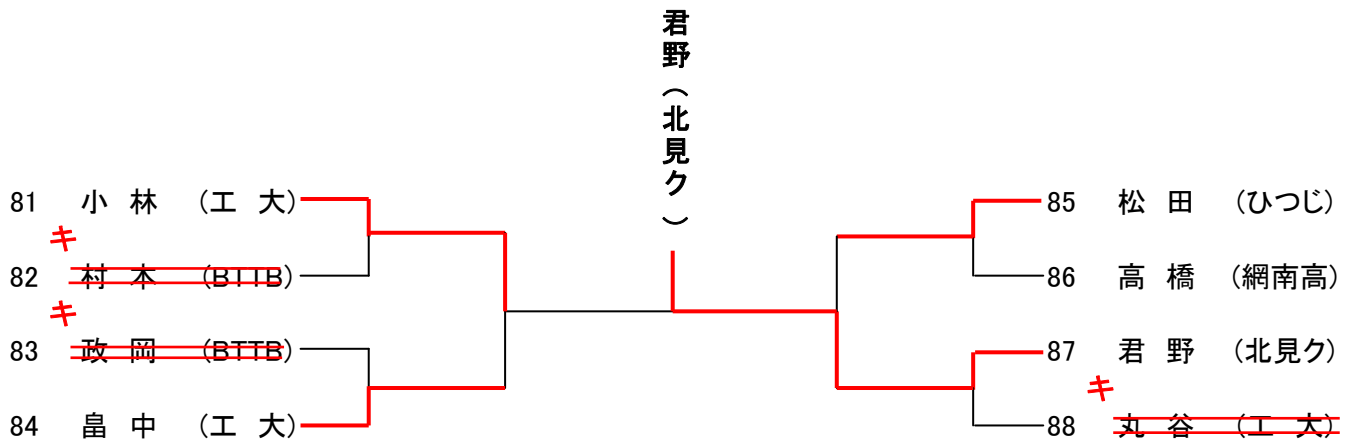 君野(北見ク)
81 小 林 (工 大)
キ
82 村 本 (BTTB)
キ
83 政 岡 (BTTB)
84 畠 中 (工 大)
85 松 田 (ひつじ)
86 高 橋 (網南高)
87 君 野 (北見ク)
キ
88 丸 谷 (工 大)